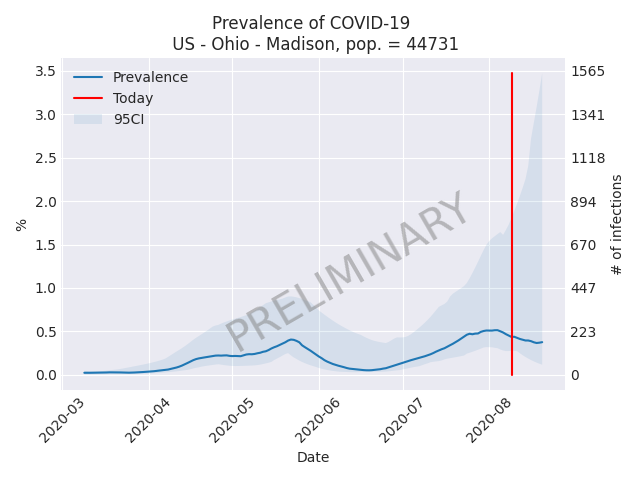 Prevalence of COVID-19
US - Ohio - Madison, pop. = 44731
Prevalence
Today
95CI
PRELIMINARY
%
3.5
3.0
2.5
2.0
1.5
1.0
0.5
0.0
1565
1341
1118
894
670
447
223
0
# of infections
2020-03
2020-04
2020-05
2020-06
2020-07
2020-08
Date